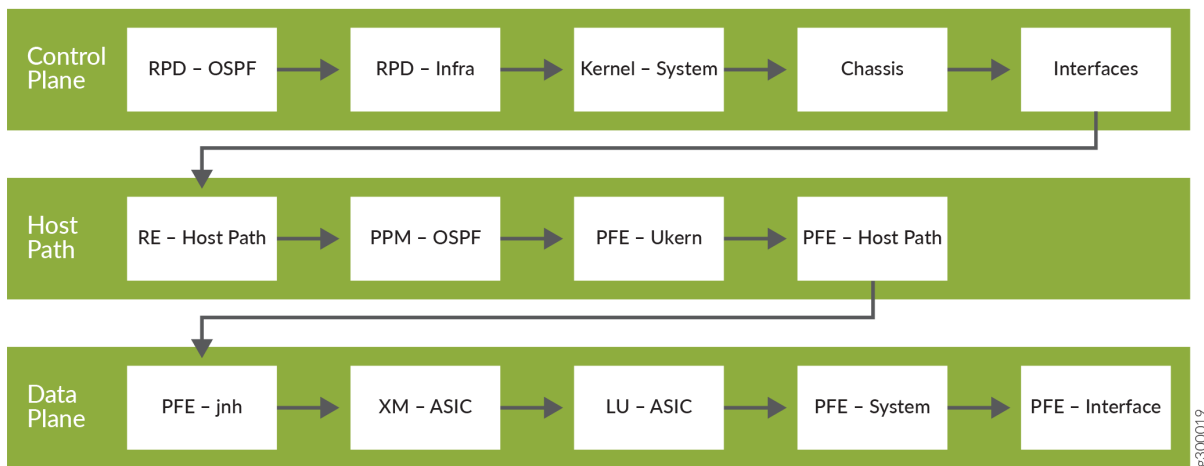 Control
Plane
RPD – OSPF
RPD – Infra
Kernel – System
Chassis
Interfaces
Host
Path
RE – Host Path
PPM – OSPF
PFE – Ukern
PFE – Host Path
Data
Plane
PFE – jnh
XM – ASIC
LU – ASIC
PFE – System
PFE – Interface